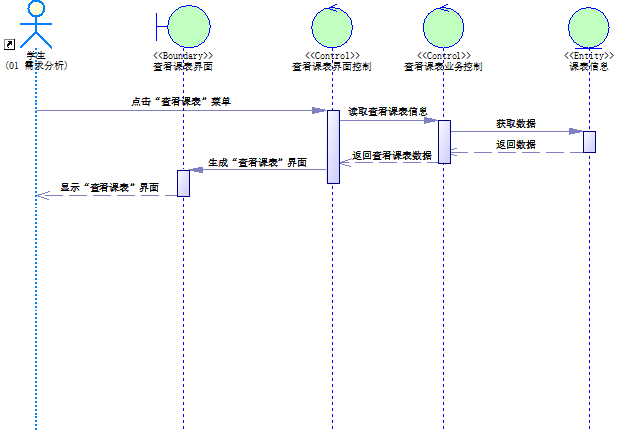 学生
(01 需求分析)
<<Boundary>>
查看课表界面
<<Control>>
查看课表界面控制
<<Control>>
查看课表业务控制
<<Entity>>
课表信息
点击“查看课表”菜单
读取查看课表信息
获取数据
返回数据
返回查看课表数据
生成“查看课表”界面
显示“查看课表”界面